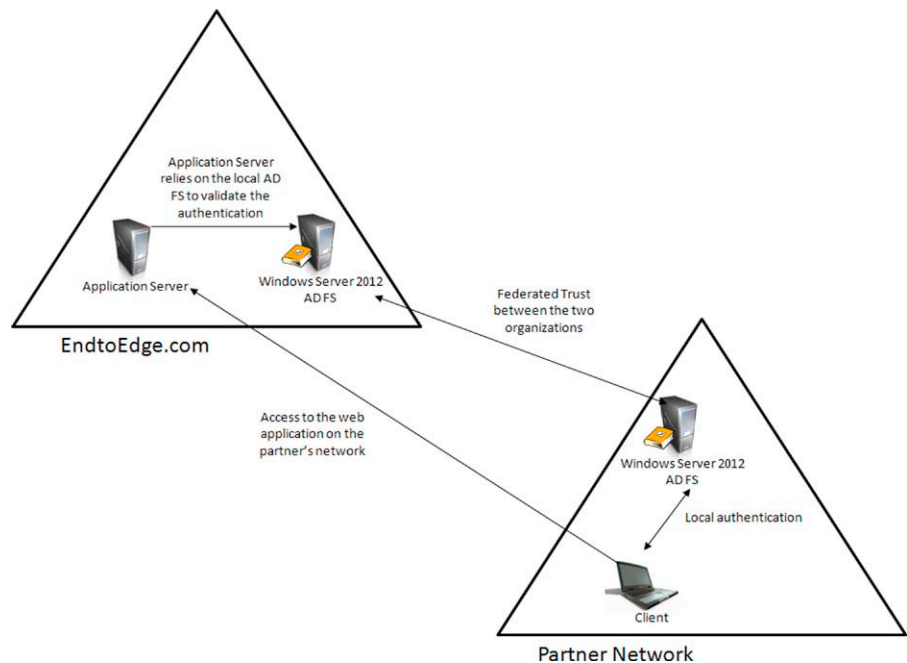 Application Server
relies on the local AD
FS to validate the
authentication
Application Server
Windows Server 2012
AD FS
EndtoEdge.com
Federated Trust
between the two
organizations
Access to the web
application on the
partner's network
Windows Server 2012
AD FS
Local authentication
Client
Partner Network